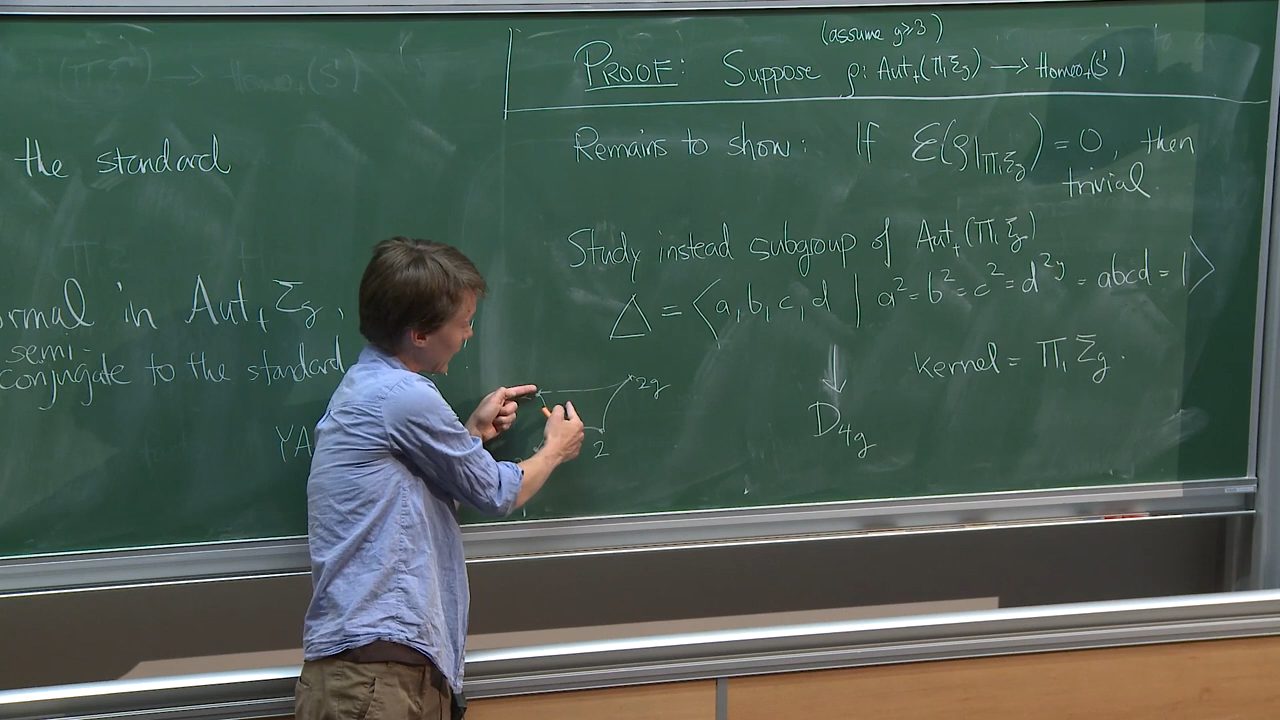 the standard
ormal in Aut₊ Σg,
semi-
conjugate to the standard
YA
(assume g≥3)
PROOF: Suppose ρ: Aut₊(π₁Σg) → Homeo₊(S¹)
Remains to show: If ℰ(ρ|π₁Σg) = 0, then
trivial.
Study instead subgroup of Aut₊(π₁Σg)
Δ = ⟨a, b, c, d | a² = b² = c² = d²ᵍ = abcd = 1⟩
↓
kernel = π₁Σg.
D4g
2g
2